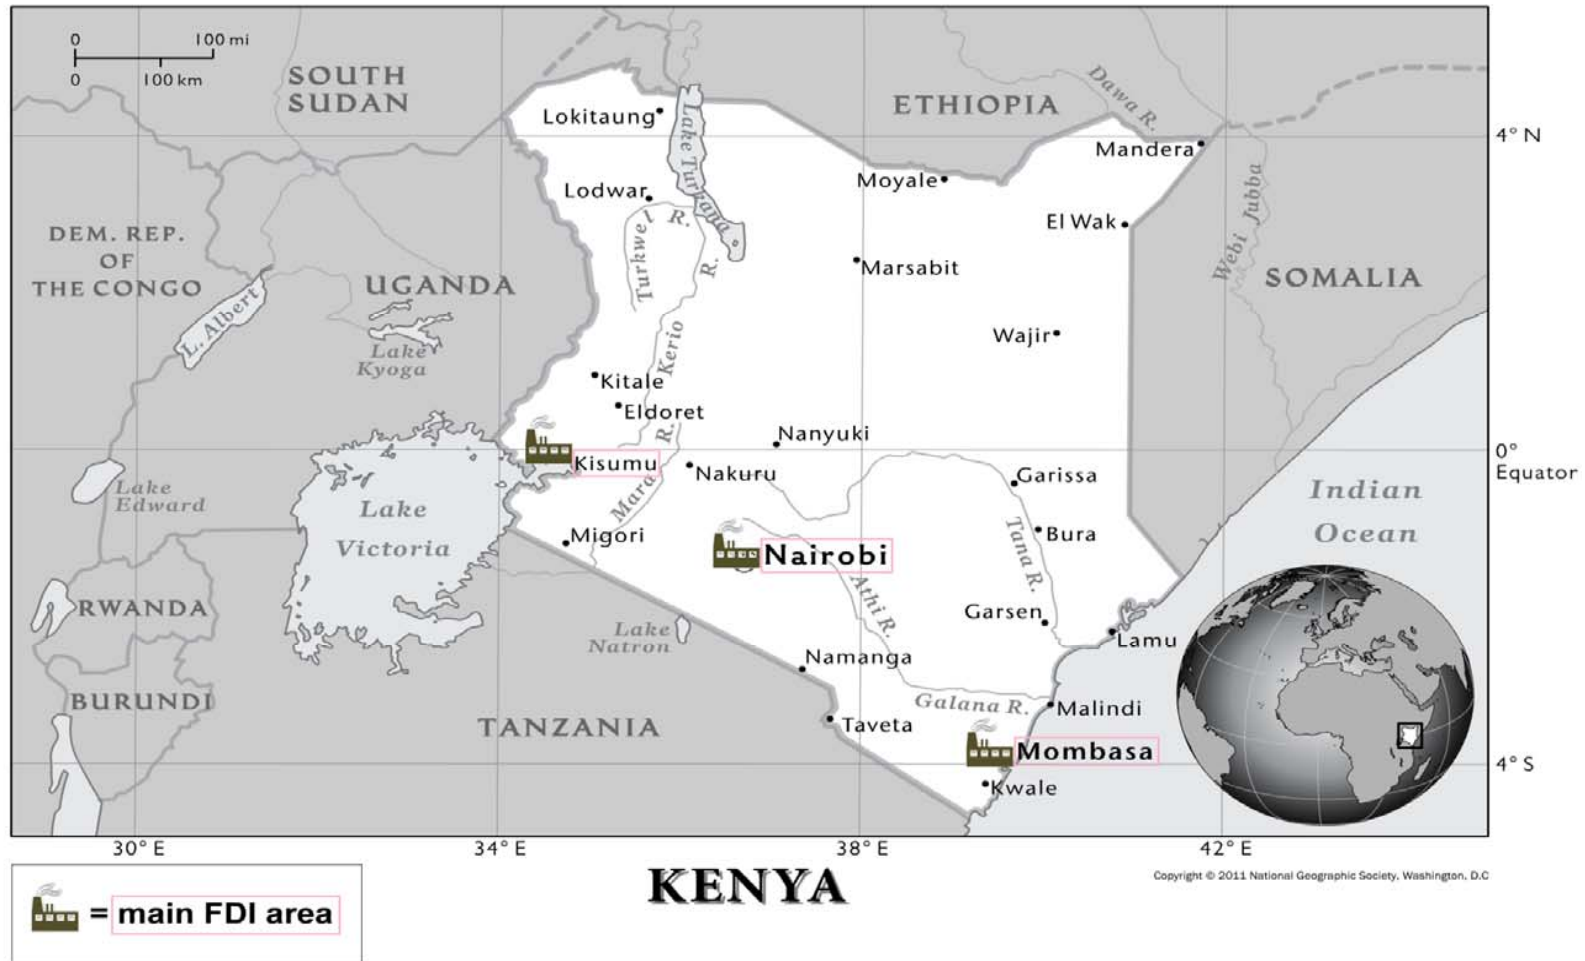 0 100 mi
0 100 km
SOUTH
SUDAN
ETHIOPIA
Dawa R.
4° N
Lokitaung
Lake Turkana
Mandera
Moyale
Lodwar
Turkwel R.
El Wak
Webi Jubba
DEM. REP.
OF
THE CONGO
UGANDA
Marsabit
SOMALIA
L. Albert
Lake
Kyoga
Wajir
Kerio R.
Kitale
Eldoret
Nanyuki
0°
Equator
Kisumu
Nakuru
Garissa
Lake
Edward
Lake
Victoria
Mara R.
Migori
Indian
Ocean
Bura
Tana R.
Nairobi
Athi R.
RWANDA
Garsen
Lake
Natron
Lamu
Namanga
BURUNDI
TANZANIA
Galana R.
Malindi
Taveta
Mombasa
4° S
Kwale
30° E
34° E
38° E
42° E
KENYA
Copyright © 2011 National Geographic Society, Washington, D.C
= main FDI area